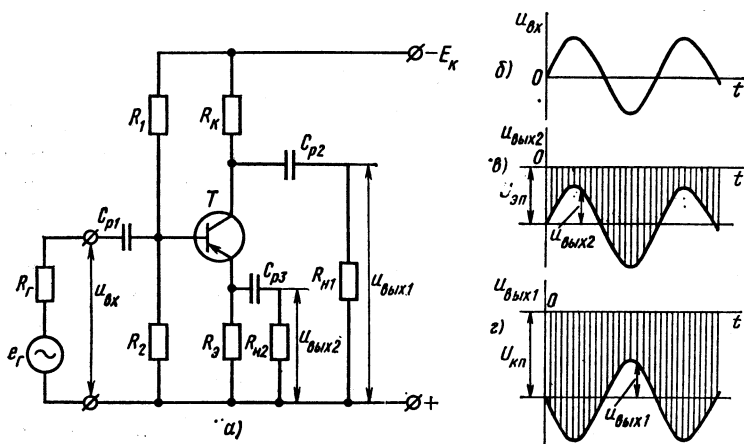 −Eк
R1
Rк
Cр2
T
Cр1
Rг
uвх
Cр3
Rн1
uвых1
R2
Rэ
Rн2
uвых2
eг
+
а)
uвх
б)
0
t
uвых2
0
в)
Uэп
t
uвых2
uвых1
0
г)
Uкп
t
uвых1